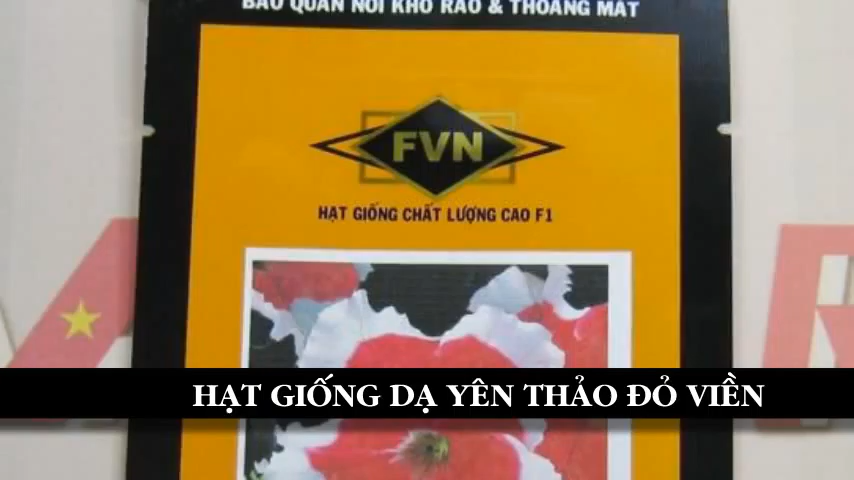 BẢO QUẢN NƠI KHÔ RÁO & THOÁNG MÁT
FVN
HẠT GIỐNG CHẤT LƯỢNG CAO F1
HẠT GIỐNG DẠ YÊN THẢO ĐỎ VIỀN